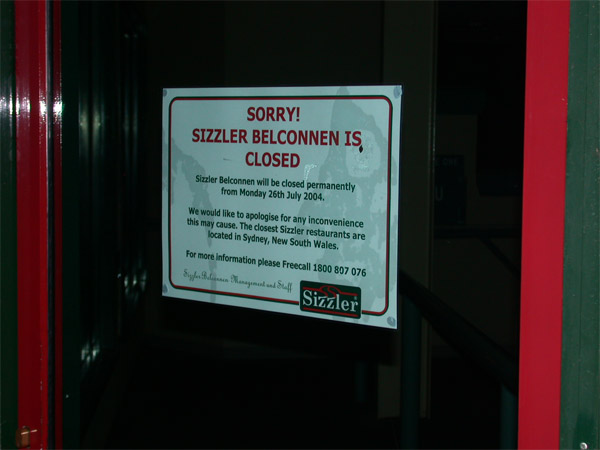 SORRY!
SIZZLER BELCONNEN IS
CLOSED
Sizzler Belconnen will be closed permanently
from Monday 26th July 2004.
We would like to apologise for any inconvenience
this may cause. The closest Sizzler restaurants are
located in Sydney, New South Wales.
For more information please Freecall 1800 807 076
Sizzler Belconnen Management and Staff
Sizzler